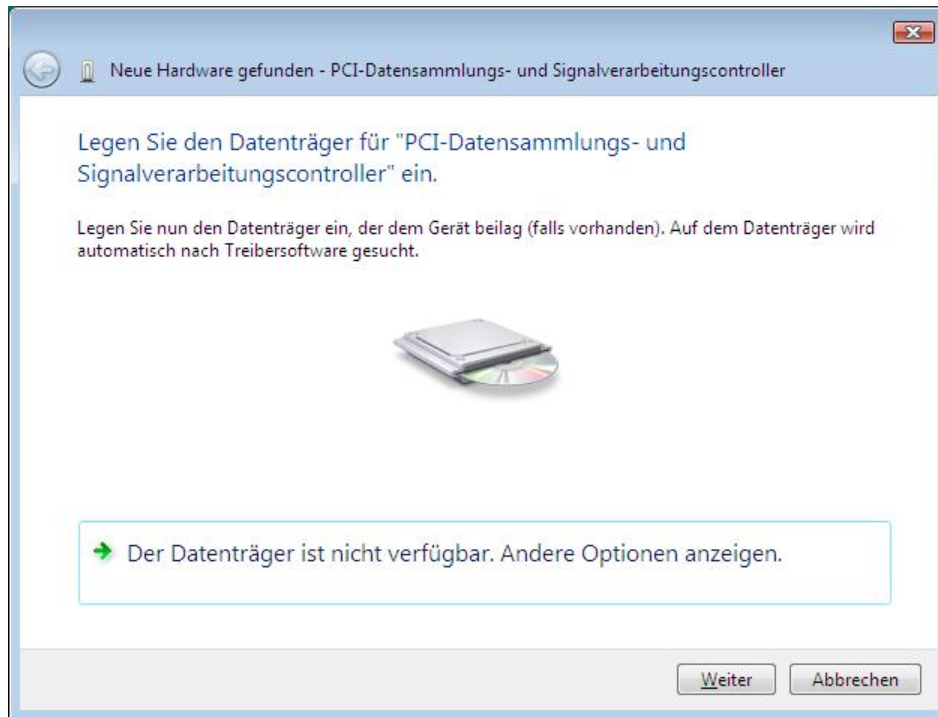 Neue Hardware gefunden - PCI-Datensammlungs- und Signalverarbeitungscontroller
Legen Sie den Datenträger für "PCI-Datensammlungs- und
Signalverarbeitungscontroller" ein.
Legen Sie nun den Datenträger ein, der dem Gerät beilag (falls vorhanden). Auf dem Datenträger wird
automatisch nach Treibersoftware gesucht.
Der Datenträger ist nicht verfügbar. Andere Optionen anzeigen.
Weiter Abbrechen